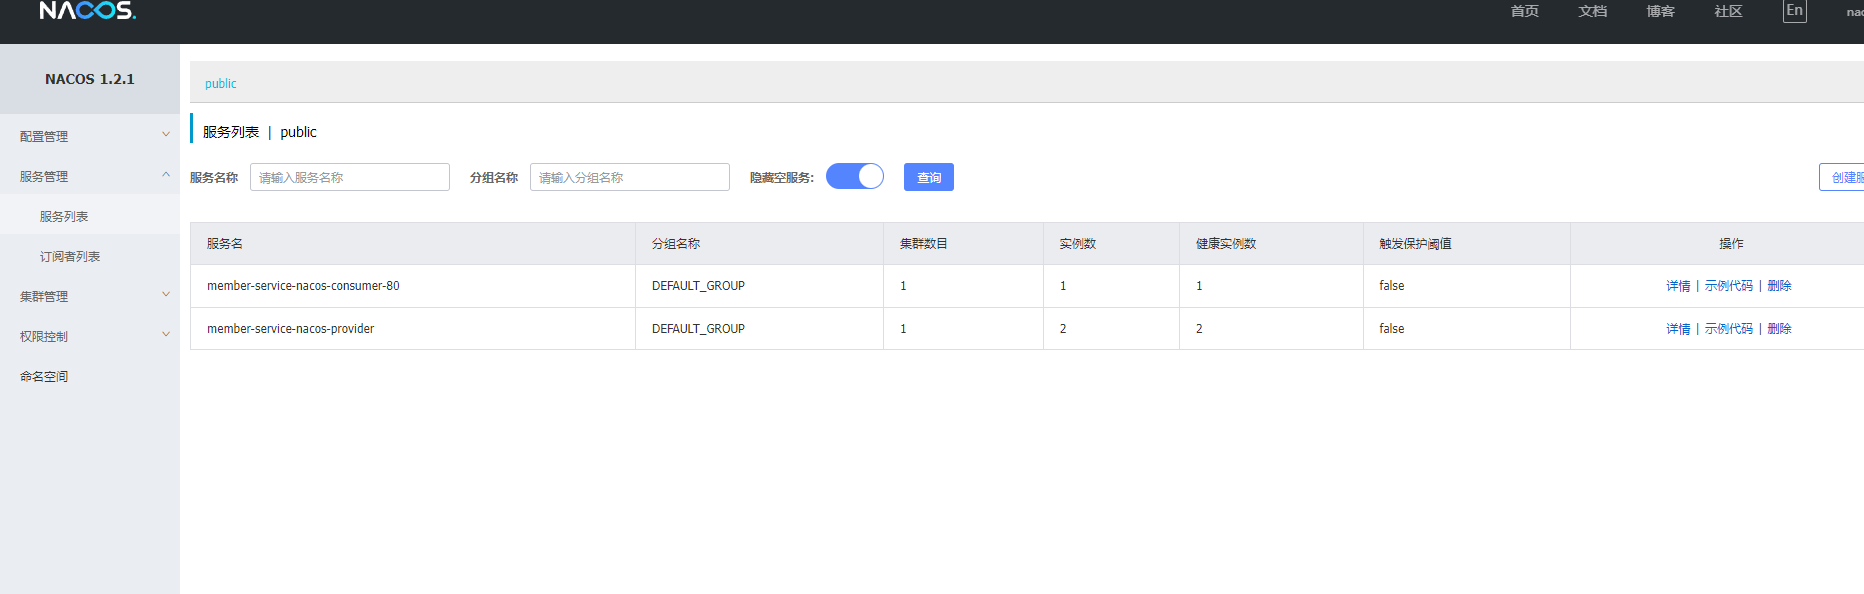 NACOS.
首页 文档 博客 社区 En nac
NACOS 1.2.1
public
配置管理
服务管理
服务列表
订阅者列表
集群管理
权限控制
命名空间
服务列表 | public
服务名称 请输入服务名称 分组名称 请输入分组名称 隐藏空服务: 查询 创建服
服务名 分组名称 集群数目 实例数 健康实例数 触发保护阈值 操作
member-service-nacos-consumer-80 DEFAULT_GROUP 1 1 1 false 详情 | 示例代码 | 删除
member-service-nacos-provider DEFAULT_GROUP 1 2 2 false 详情 | 示例代码 | 删除